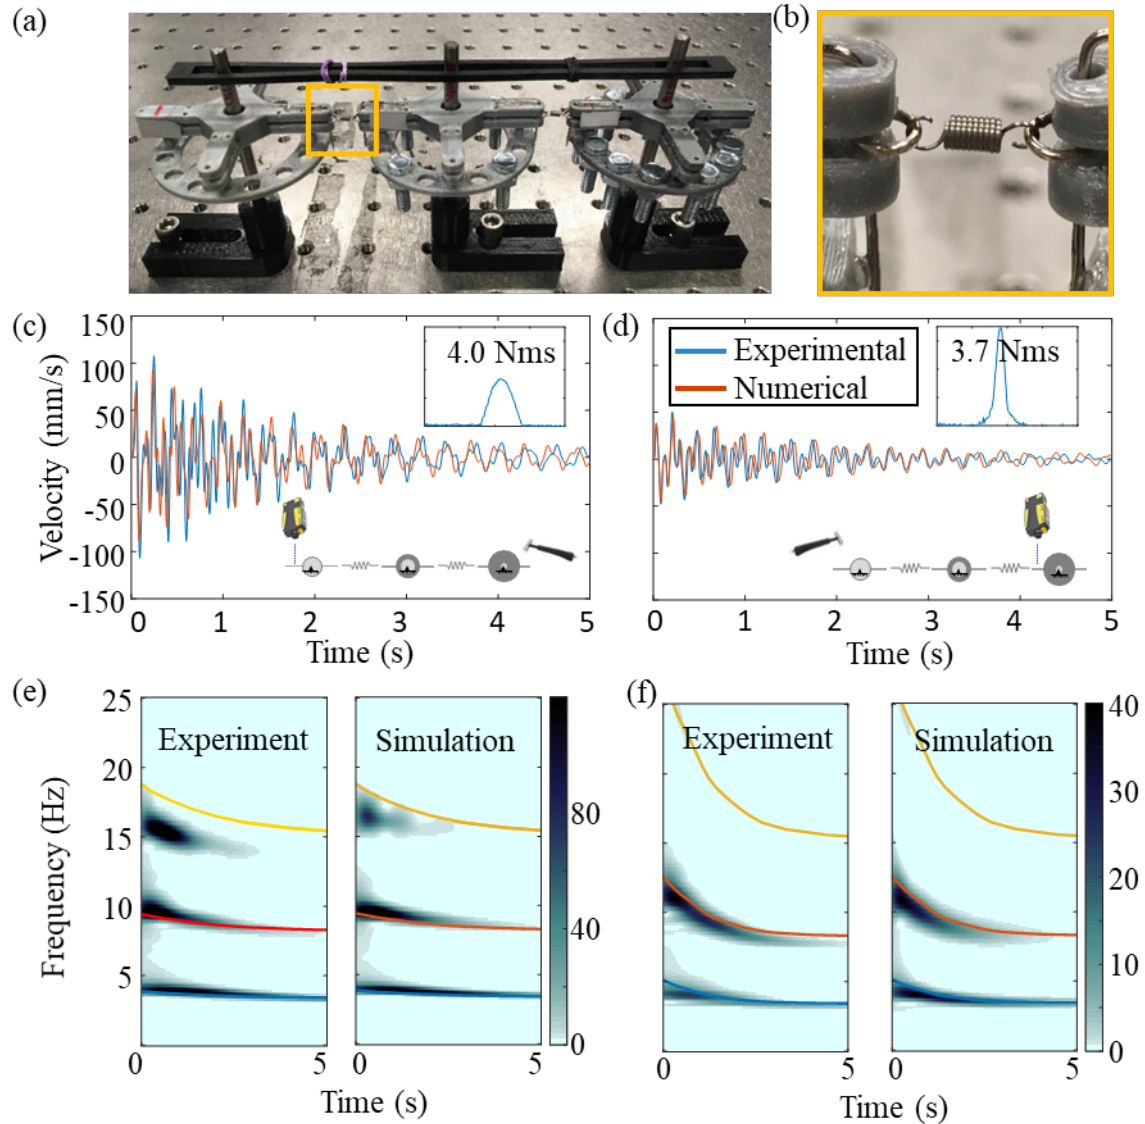 (a)
(b)
(c)
(d)
150
100
50
0
-50
-100
-150
Velocity (mm/s)
4.0 Nms
0 1 2 3 4 5
Time (s)
Experimental
Numerical
3.7 Nms
0 1 2 3 4 5
Time (s)
(e)
(f)
25
20
15
10
5
Frequency (Hz)
Experiment
Simulation
80
40
0
0 5
0 5
Time (s)
Experiment
Simulation
40
30
20
10
0
0 5
0 5
Time (s)